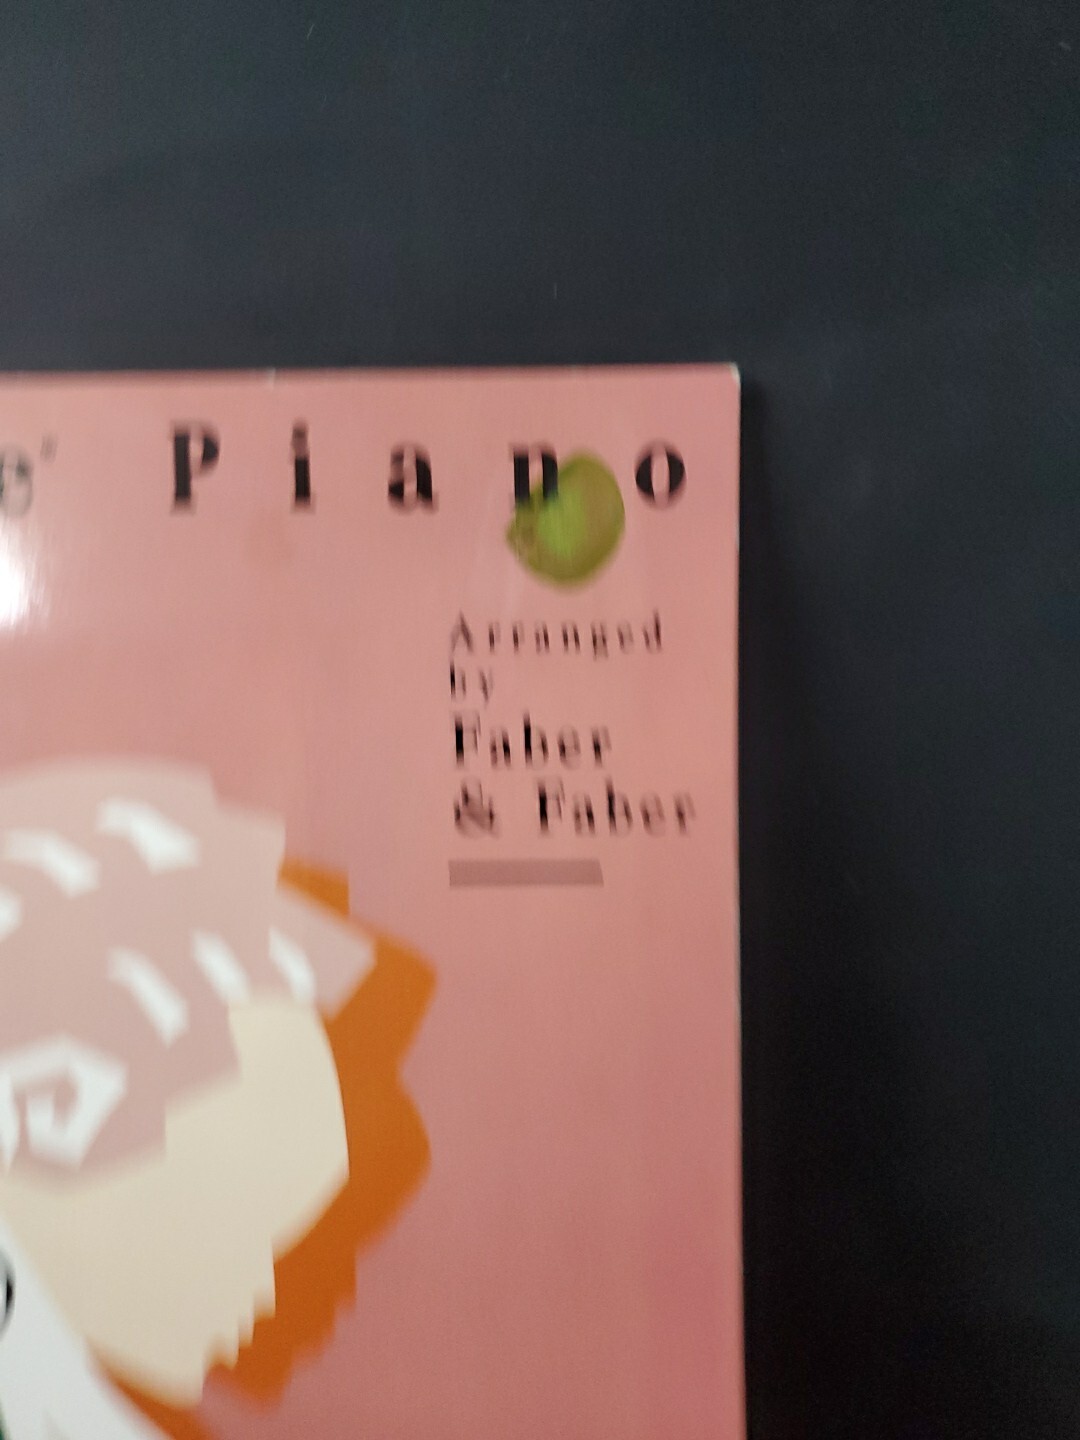 e® Piano
Arranged
by
Faber
& Faber